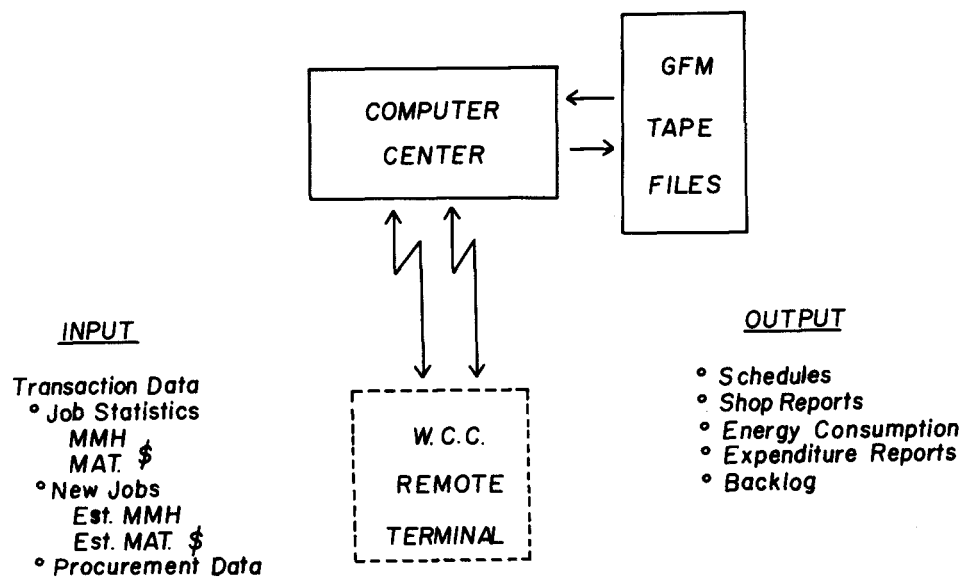 GFM
TAPE
FILES
COMPUTER
CENTER
INPUT
Transaction Data
° Job Statistics
MMH
MAT. $
° New Jobs
Est. MMH
Est. MAT. $
° Procurement Data
W.C.C.
REMOTE
TERMINAL
OUTPUT
° Schedules
° Shop Reports
° Energy Consumption
° Expenditure Reports
° Backlog